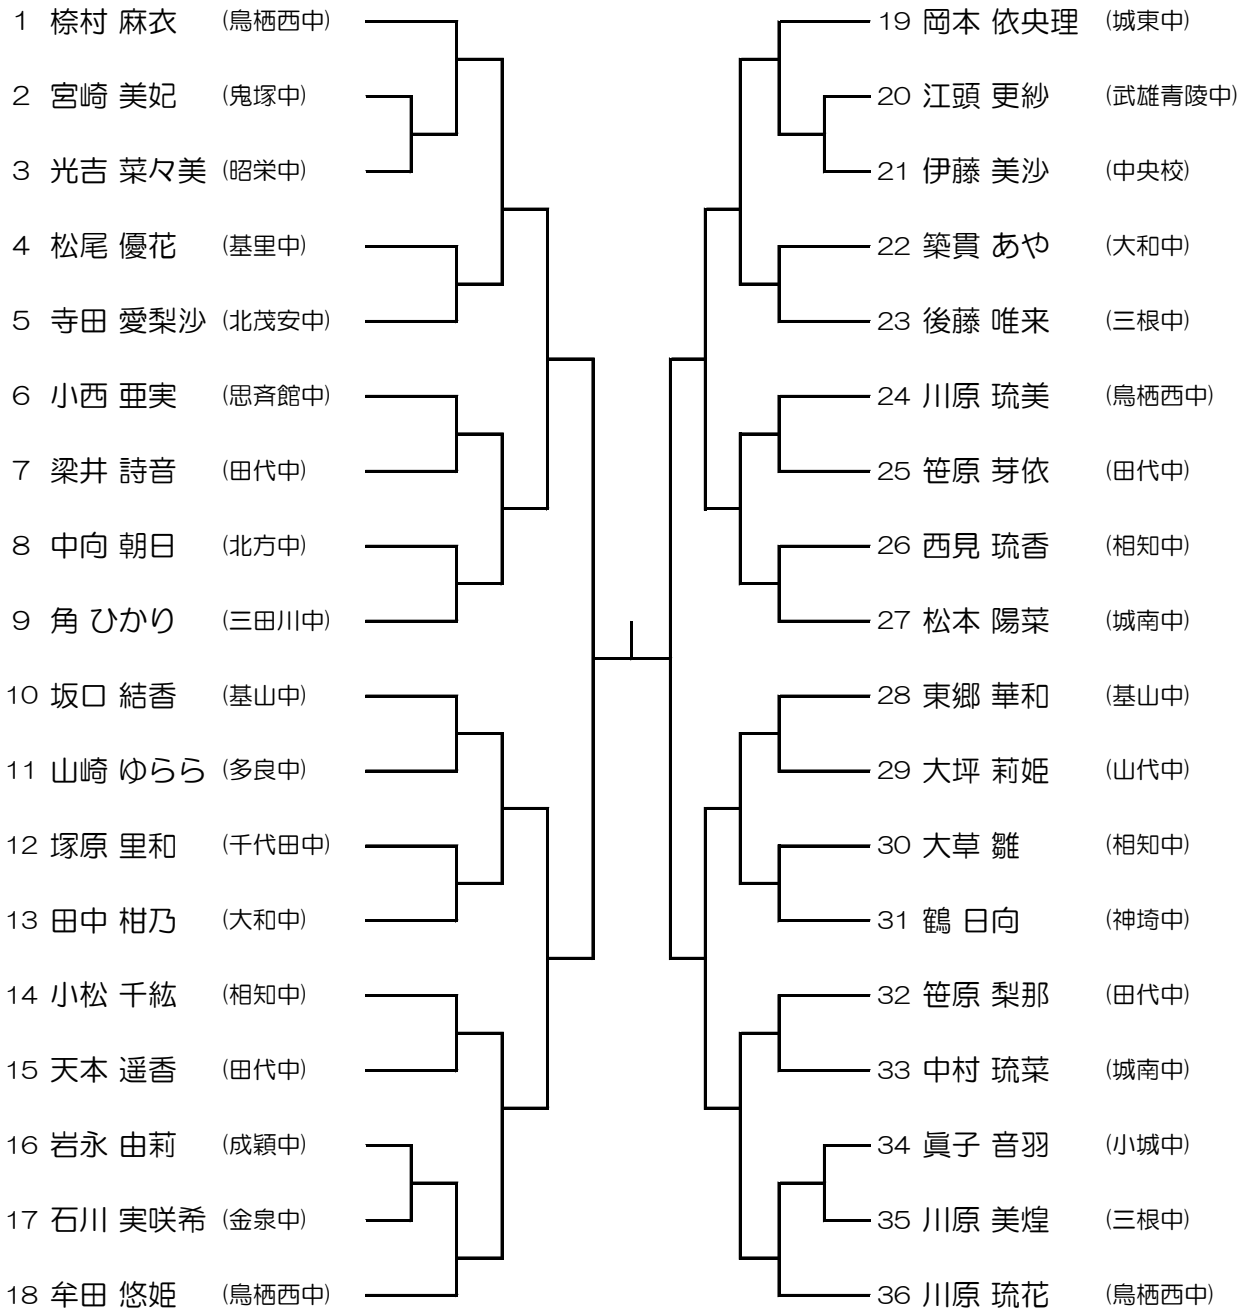 1 榛村 麻衣 (鳥栖西中)
2 宮崎 美妃 (鬼塚中)
3 光吉 菜々美 (昭栄中)
4 松尾 優花 (基里中)
5 寺田 愛梨沙 (北茂安中)
6 小西 亜実 (思斉館中)
7 梁井 詩音 (田代中)
8 中向 朝日 (北方中)
9 角 ひかり (三田川中)
10 坂口 結香 (基山中)
11 山崎 ゆらら (多良中)
12 塚原 里和 (千代田中)
13 田中 柑乃 (大和中)
14 小松 千紘 (相知中)
15 天本 遥香 (田代中)
16 岩永 由莉 (成穎中)
17 石川 実咲希 (金泉中)
18 牟田 悠姫 (鳥栖西中)
19 岡本 依央理 (城東中)
20 江頭 更紗 (武雄青陵中)
21 伊藤 美沙 (中央校)
22 築貫 あや (大和中)
23 後藤 唯来 (三根中)
24 川原 琉美 (鳥栖西中)
25 笹原 芽依 (田代中)
26 西見 琉香 (相知中)
27 松本 陽菜 (城南中)
28 東郷 華和 (基山中)
29 大坪 莉姫 (山代中)
30 大草 雛 (相知中)
31 鶴 日向 (神埼中)
32 笹原 梨那 (田代中)
33 中村 琉菜 (城南中)
34 眞子 音羽 (小城中)
35 川原 美煌 (三根中)
36 川原 琉花 (鳥栖西中)